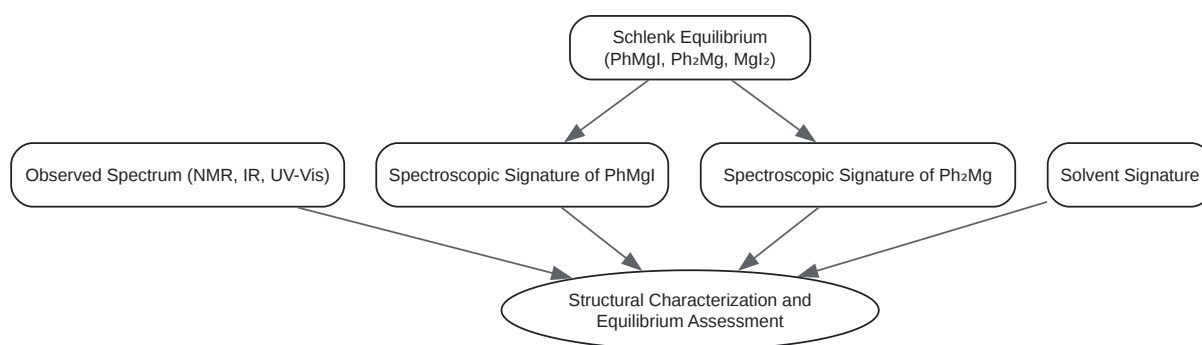 Schlenk Equilibrium
(PhMgI, Ph₂Mg, MgI₂)
Observed Spectrum (NMR, IR, UV-Vis)
Spectroscopic Signature of PhMgI
Spectroscopic Signature of Ph₂Mg
Solvent Signature
Structural Characterization and
Equilibrium Assessment